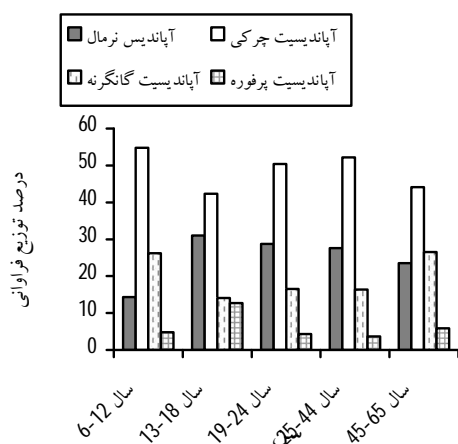 آپاندیس نرمال آپاندیسیت چرکی
آپاندیسیت گانگرنه آپاندیسیت پرفوره
درصد توزیع فراوانی
60
50
40
30
20
10
0
6-12 سال
13-18 سال
19-24 سال
25-44 سال
45-65 سال